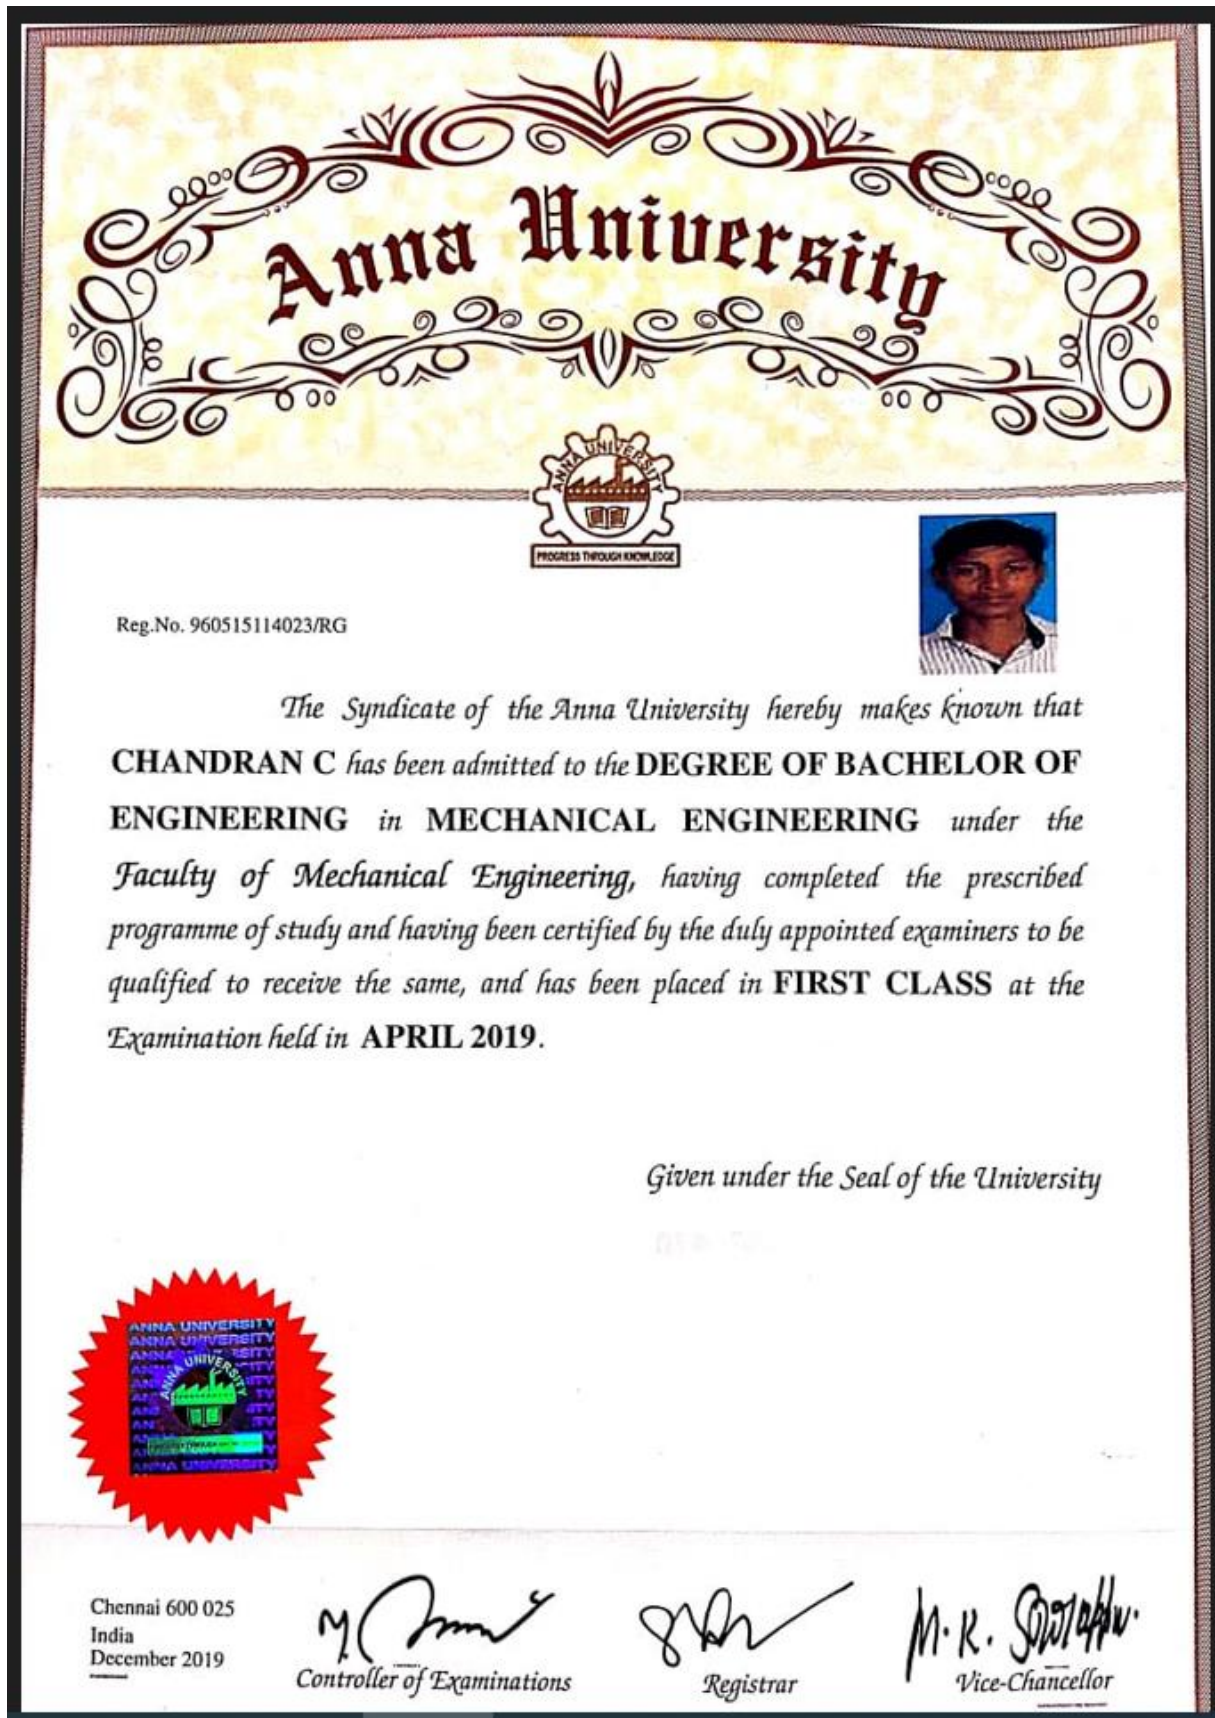 Anna University
ANNA UNIVERSITY
PROGRESS THROUGH KNOWLEDGE
Reg.No. 960515114023/RG
The Syndicate of the Anna University hereby makes known that
CHANDRAN C has been admitted to the DEGREE OF BACHELOR OF
ENGINEERING in MECHANICAL ENGINEERING under the
Faculty of Mechanical Engineering, having completed the prescribed
programme of study and having been certified by the duly appointed examiners to be
qualified to receive the same, and has been placed in FIRST CLASS at the
Examination held in APRIL 2019.
Given under the Seal of the University
ANNA UNIVERSITY
ANNA UNIVERSITY
ANNA UNIVERSITY
ANNA UNIVERSITY
Chennai 600 025
India
December 2019
Controller of Examinations
Registrar
M.K.
Vice-Chancellor